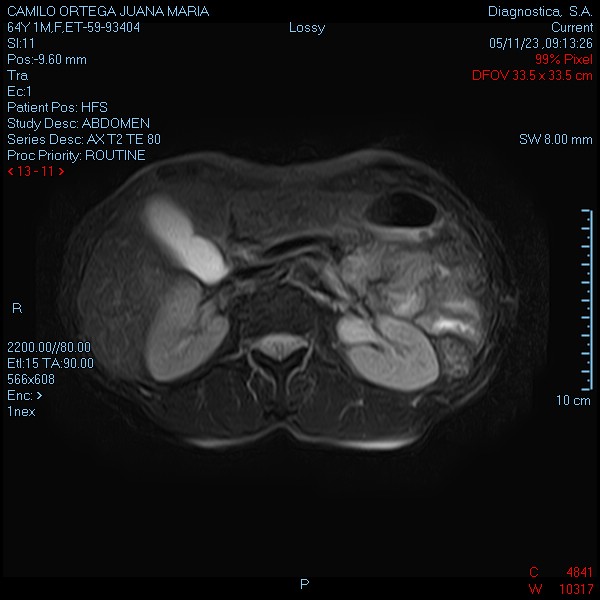 CAMILO ORTEGA JUANA MARIA
64Y 1M,F,ET-59-93404
Sl:11
Pos:-9.60 mm
Tra
Ec:1
Patient Pos: HFS
Study Desc: ABDOMEN
Series Desc: AX T2 TE 80
Proc Priority: ROUTINE
< 13 - 11 >
Lossy
Diagnostica, S.A.
Current
05/11/23 ,09:13:26
99% Pixel
DFOV 33.5 x 33.5 cm
SW 8.00 mm
R
2200.00//80.00
Etl:15 TA:90.00
566x608
Enc: >
1nex
10 cm
P
C 4841
W 10317